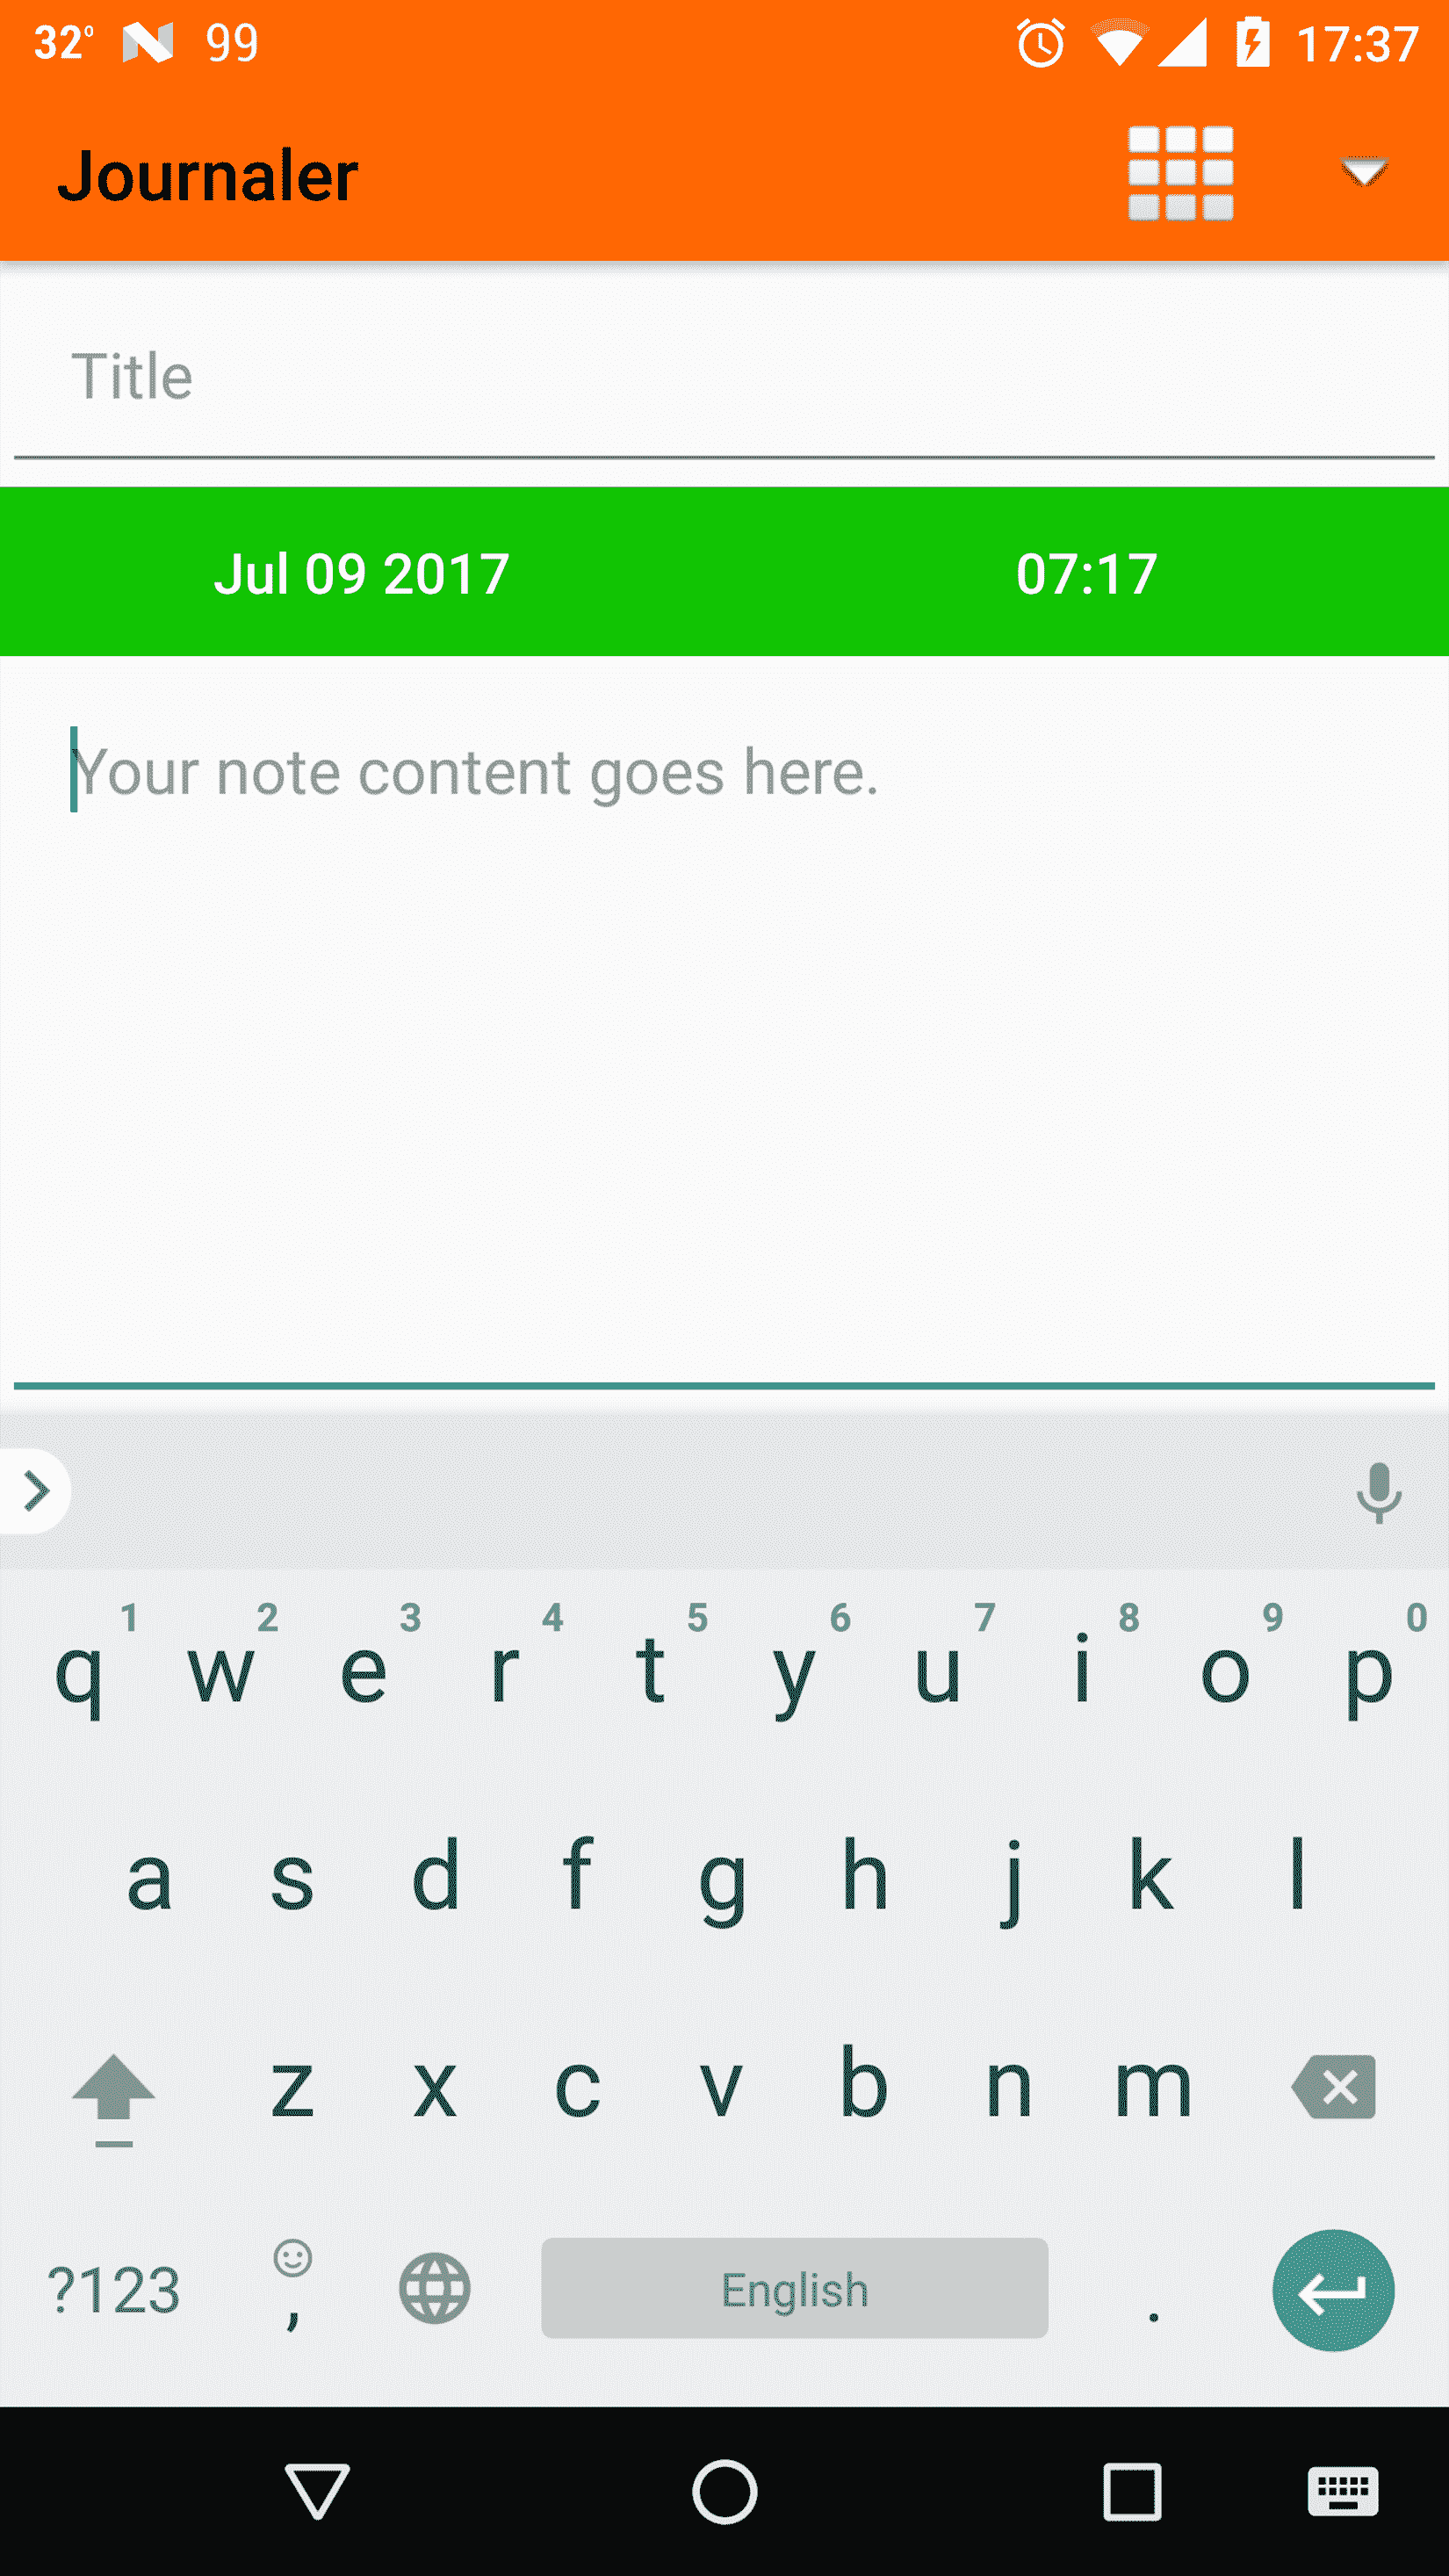 32° 99 17:37
Journaler
Title
Jul 09 2017 07:17
Your note content goes here.
1 2 3 4 5 6 7 8 9 0
q w e r t y u i o p
a s d f g h j k l
z x c v b n m
?123 , English .